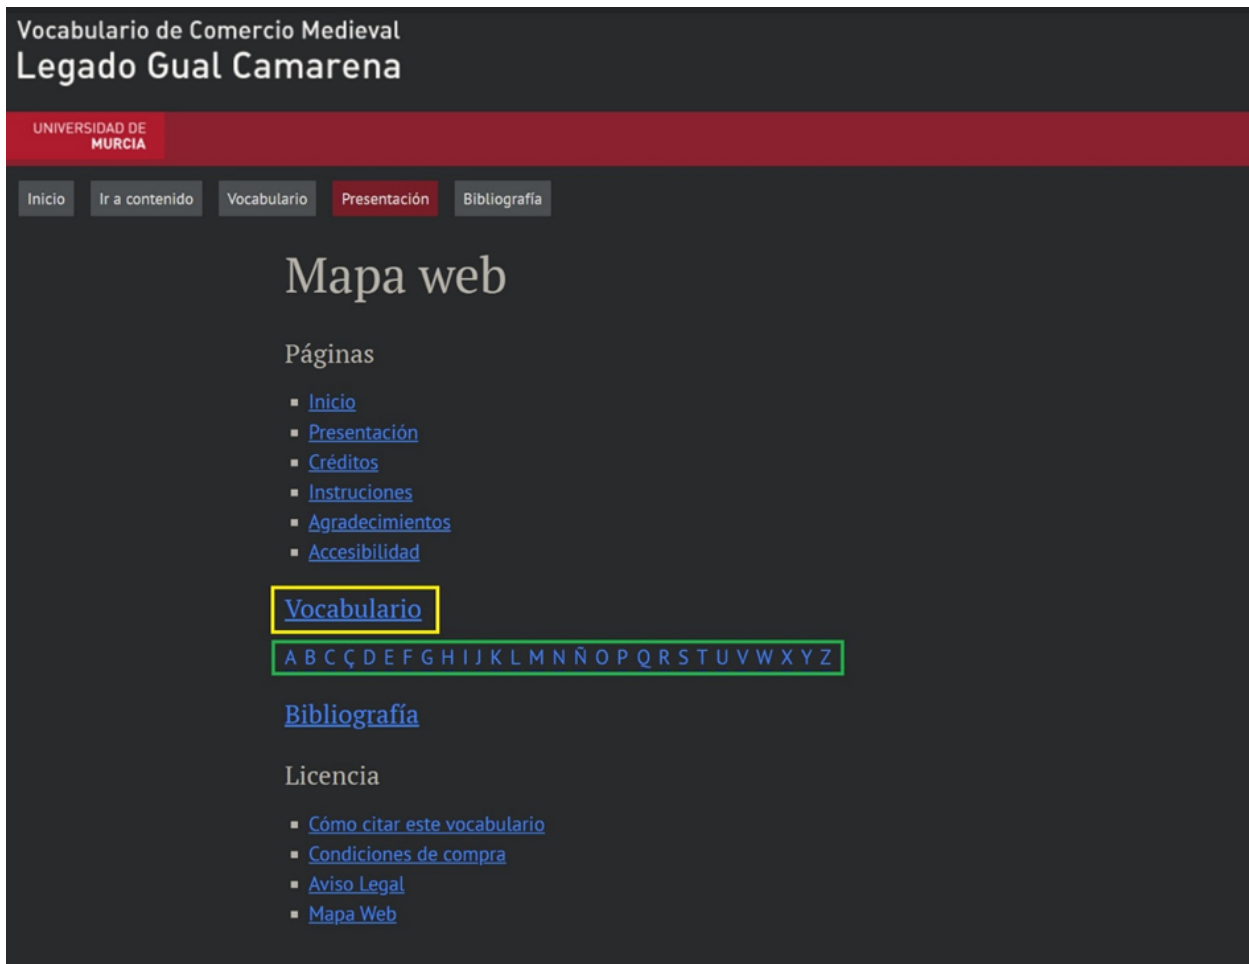 Vocabulario de Comercio Medieval
Legado Gual Camarena
UNIVERSIDAD DE
MURCIA
Inicio Ir a contenido Vocabulario Presentación Bibliografía
Mapa web
Páginas
Inicio
Presentación
Créditos
Instruciones
Agradecimientos
Accesibilidad
Vocabulario
A B C Ç D E F G H I J K L M N Ñ O P Q R S T U V W X Y Z
Bibliografía
Licencia
Cómo citar este vocabulario
Condiciones de compra
Aviso Legal
Mapa Web